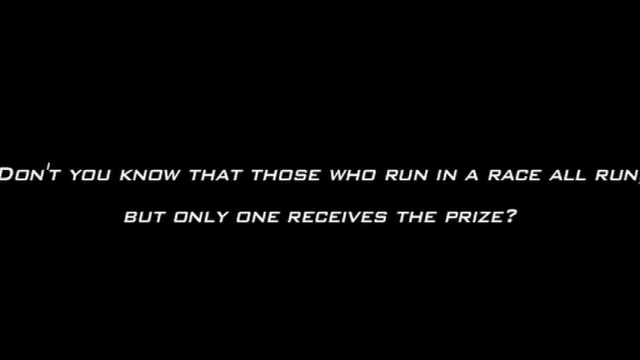 Don't you know that those who run in a race all run,
but only one receives the prize?